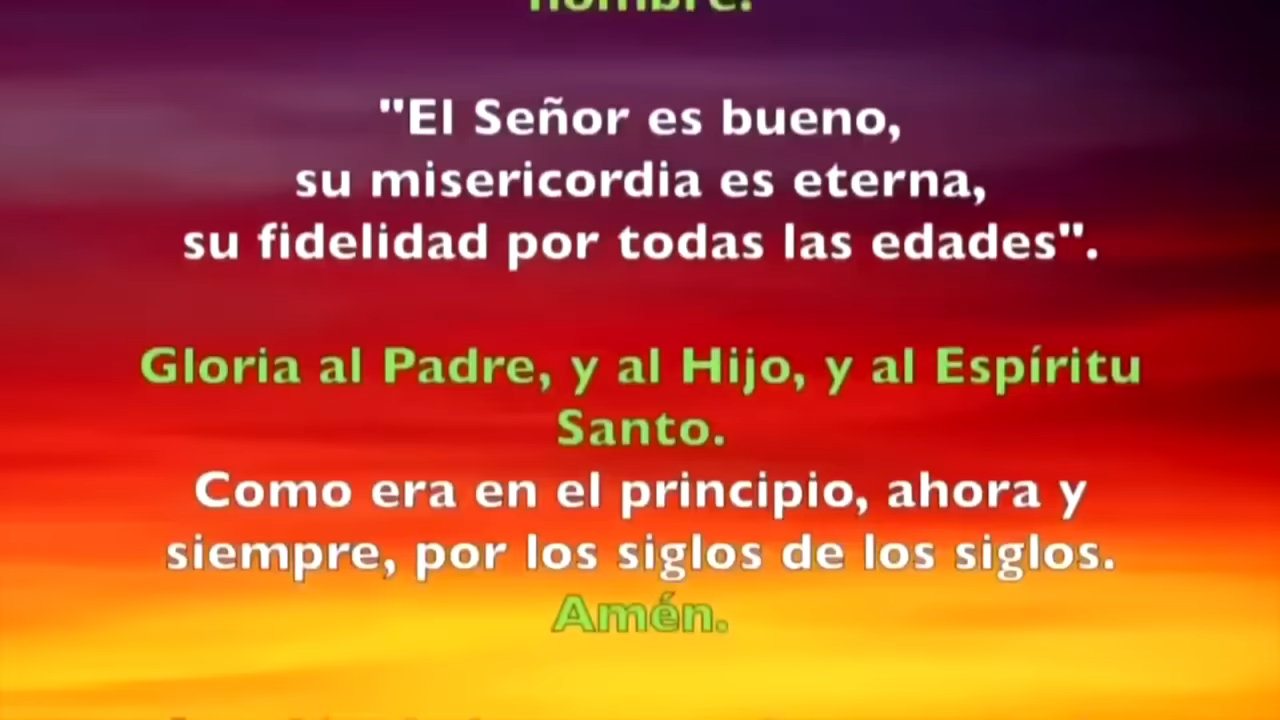 nombre.
"El Señor es bueno,
su misericordia es eterna,
su fidelidad por todas las edades".
Gloria al Padre, y al Hijo, y al Espíritu
Santo.
Como era en el principio, ahora y
siempre, por los siglos de los siglos.
Amén.